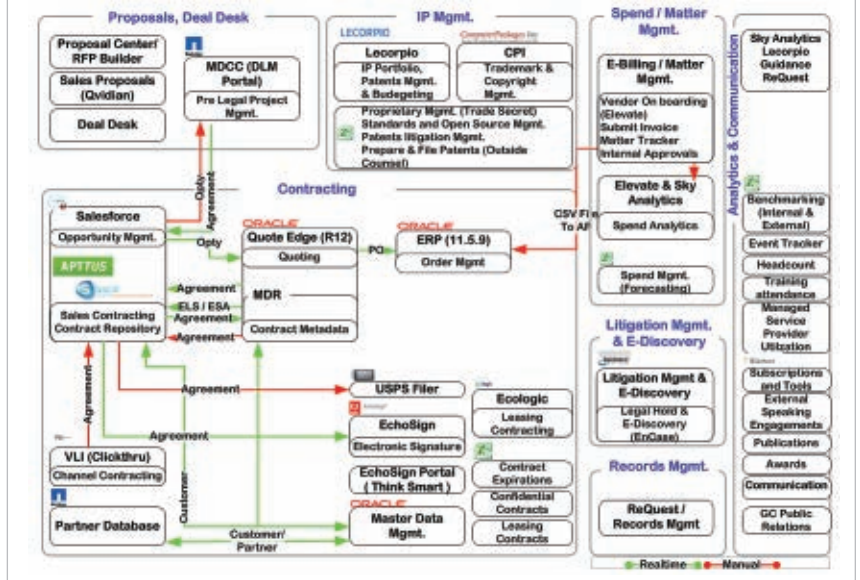 Proposals, Deal Desk
Proposal Center/
RFP Builder
Sales Proposals
(Qvidian)
Deal Desk
MDCC (DLM
Portal)
Pre Legal Project
Mgmt.
IP Mgmt.
LECORPIO
Lecorpio
IP Portfolio,
Patents Mgmt.
& Budegeting
CPI
Trademark &
Copyright
Mgmt.
Proprietary Mgmt. (Trade Secret)
Standards and Open Source Mgmt.
Patents litigation Mgmt.
Prepare & File Patents (Outside
Counsel)
Spend / Matter
Mgmt.
E-Billing / Matter
Mgmt.
Vendor On boarding
(Elevate)
Submit Invoice
Matter Tracker
Internal Approvals
Elevate & Sky
Analytics
Spend Analytics
Spend Mgmt.
(Forecasting)
Analytics & Communication
Sky Analytics
Lecorpio
Guidance
ReQuest
Benchmarking
(Internal &
External)
Event Tracker
Headcount
Training
attendance
Managed
Service
Provider
Utilzation
Subscriptions
and Tools
External
Speaking
Engagements
Publications
Awards
Communication
GC Public
Relations
Contracting
Opty
Agreement
Salesforce
Opportunity Mgmt.
Opty
APTTUS
Sales Contracting
Contract Repository
ORACLE
Quote Edge (R12)
Quoting
MDR
Contract Metadata
PO
ORACLE
ERP (11.5.9)
Order Mgmt
CSV File
To AP
Agreement
ELS / ESA
Agreement
Agreement
Agreement
Agreement
Agreement
VLI (Clickthru)
Channel Contracting
Partner Database
Customer
Customer/
Partner
USPS Filer
EchoSign
Electronic Signature
EchoSign Portal
( Think Smart )
ORACLE
Master Data
Mgmt.
Ecologic
Leasing
Contracting
Contract
Expirations
Confidential
Contracts
Leasing
Contracts
Litigation Mgmt.
& E-Discovery
Litigation Mgmt &
E-Discovery
Legal Hold &
E-Discovery
(EnCase)
Records Mgmt.
ReQuest /
Records Mgmt
Realtime
Manual